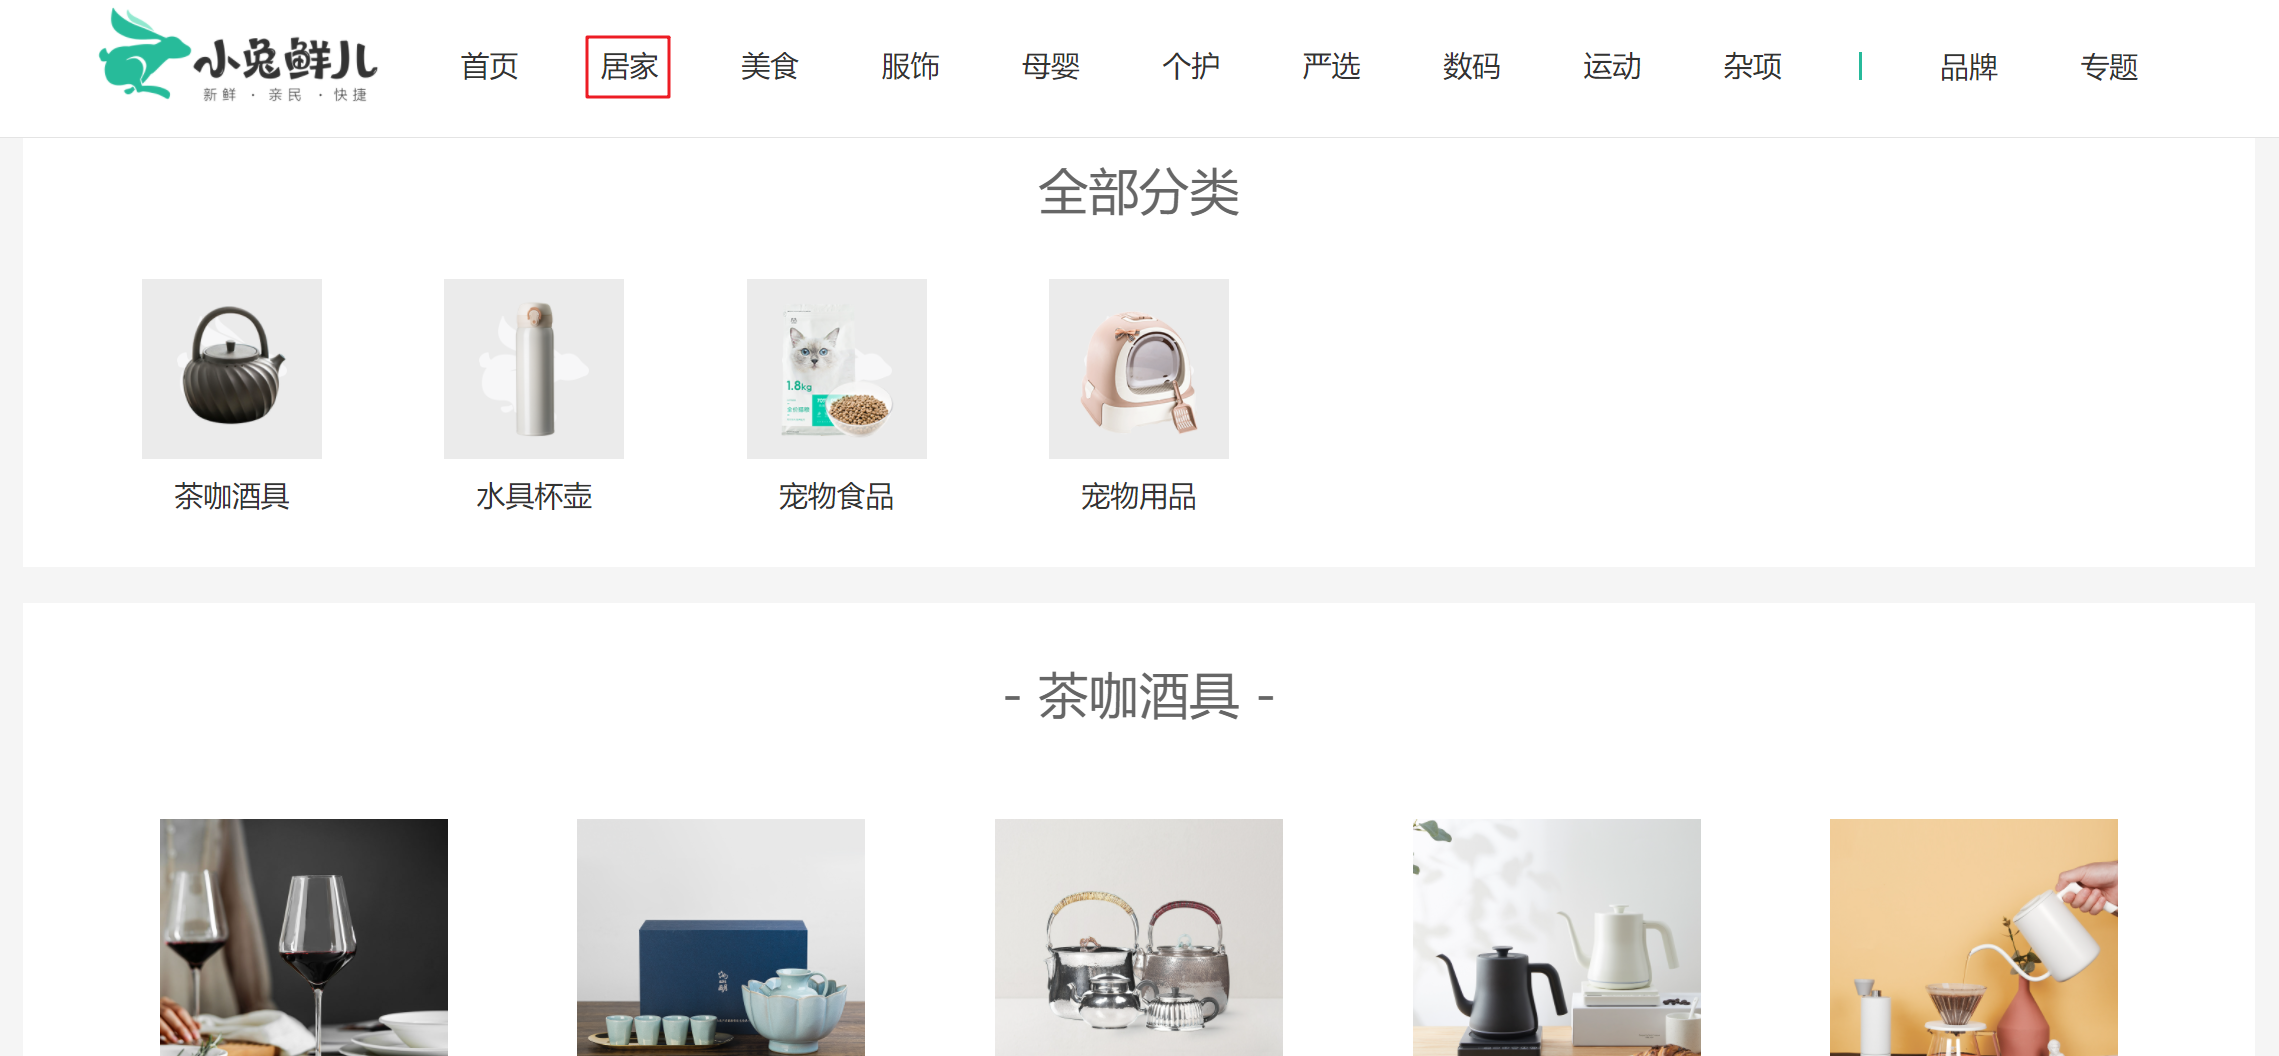 小兔鲜儿
新鲜 · 亲民 · 快捷
首页 居家 美食 服饰 母婴 个护 严选 数码 运动 杂项 | 品牌 专题
全部分类
1.8kg
茶咖酒具 水具杯壶 宠物食品 宠物用品
- 茶咖酒具 -